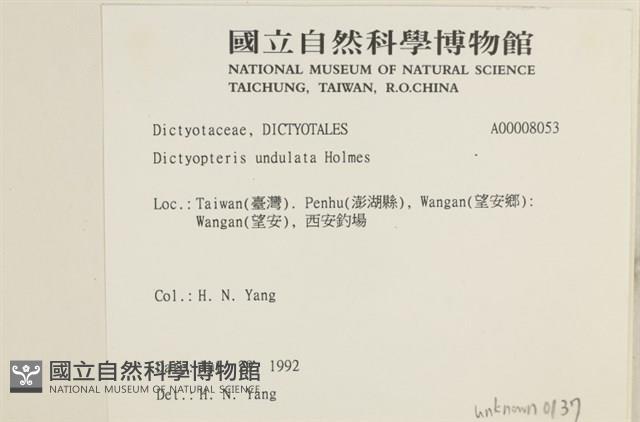 國立自然科學博物館
NATIONAL MUSEUM OF NATURAL SCIENCE
TAICHUNG, TAIWAN, R.O.CHINA
Dictyotaceae, DICTYOTALES A00008053
Dictyopteris undulata Holmes
Loc.: Taiwan(臺灣). Penhu(澎湖縣), Wangan(望安鄉):
Wangan(望安), 西安釣場
Col.: H. N. Yang
1992
國立自然科學博物館
NATIONAL MUSEUM OF NATURAL SCIENCE
Det.: H. N. Yang
unknown 0137